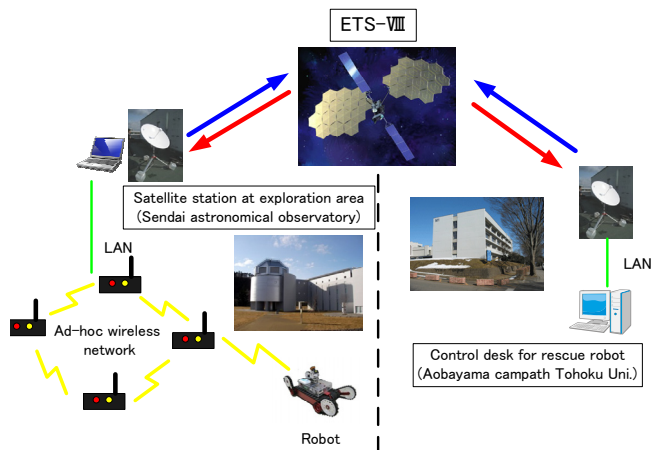 ETS-Ⅷ
Satellite station at exploration area
(Sendai astronomical observatory)
LAN
Ad-hoc wireless
network
Robot
LAN
Control desk for rescue robot
(Aobayama campath Tohoku Uni.)